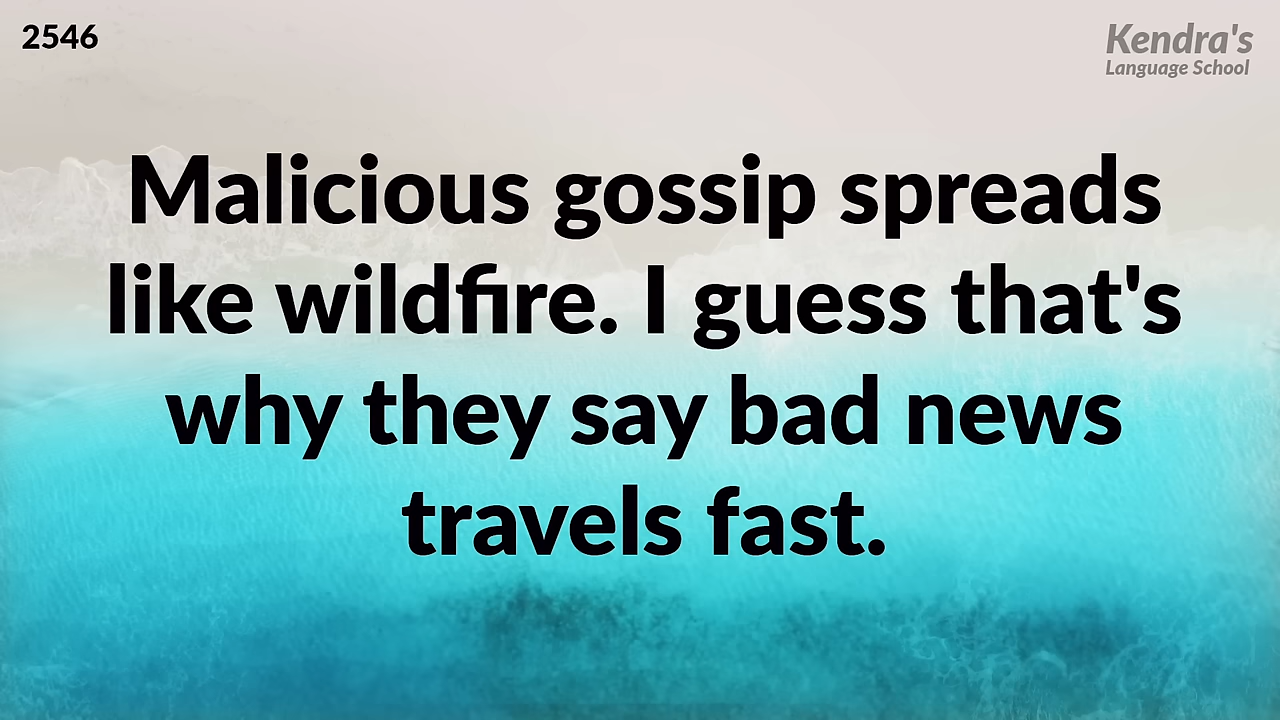 2546
Kendra's
Language School
Malicious gossip spreads
like wildfire. I guess that's
why they say bad news
travels fast.